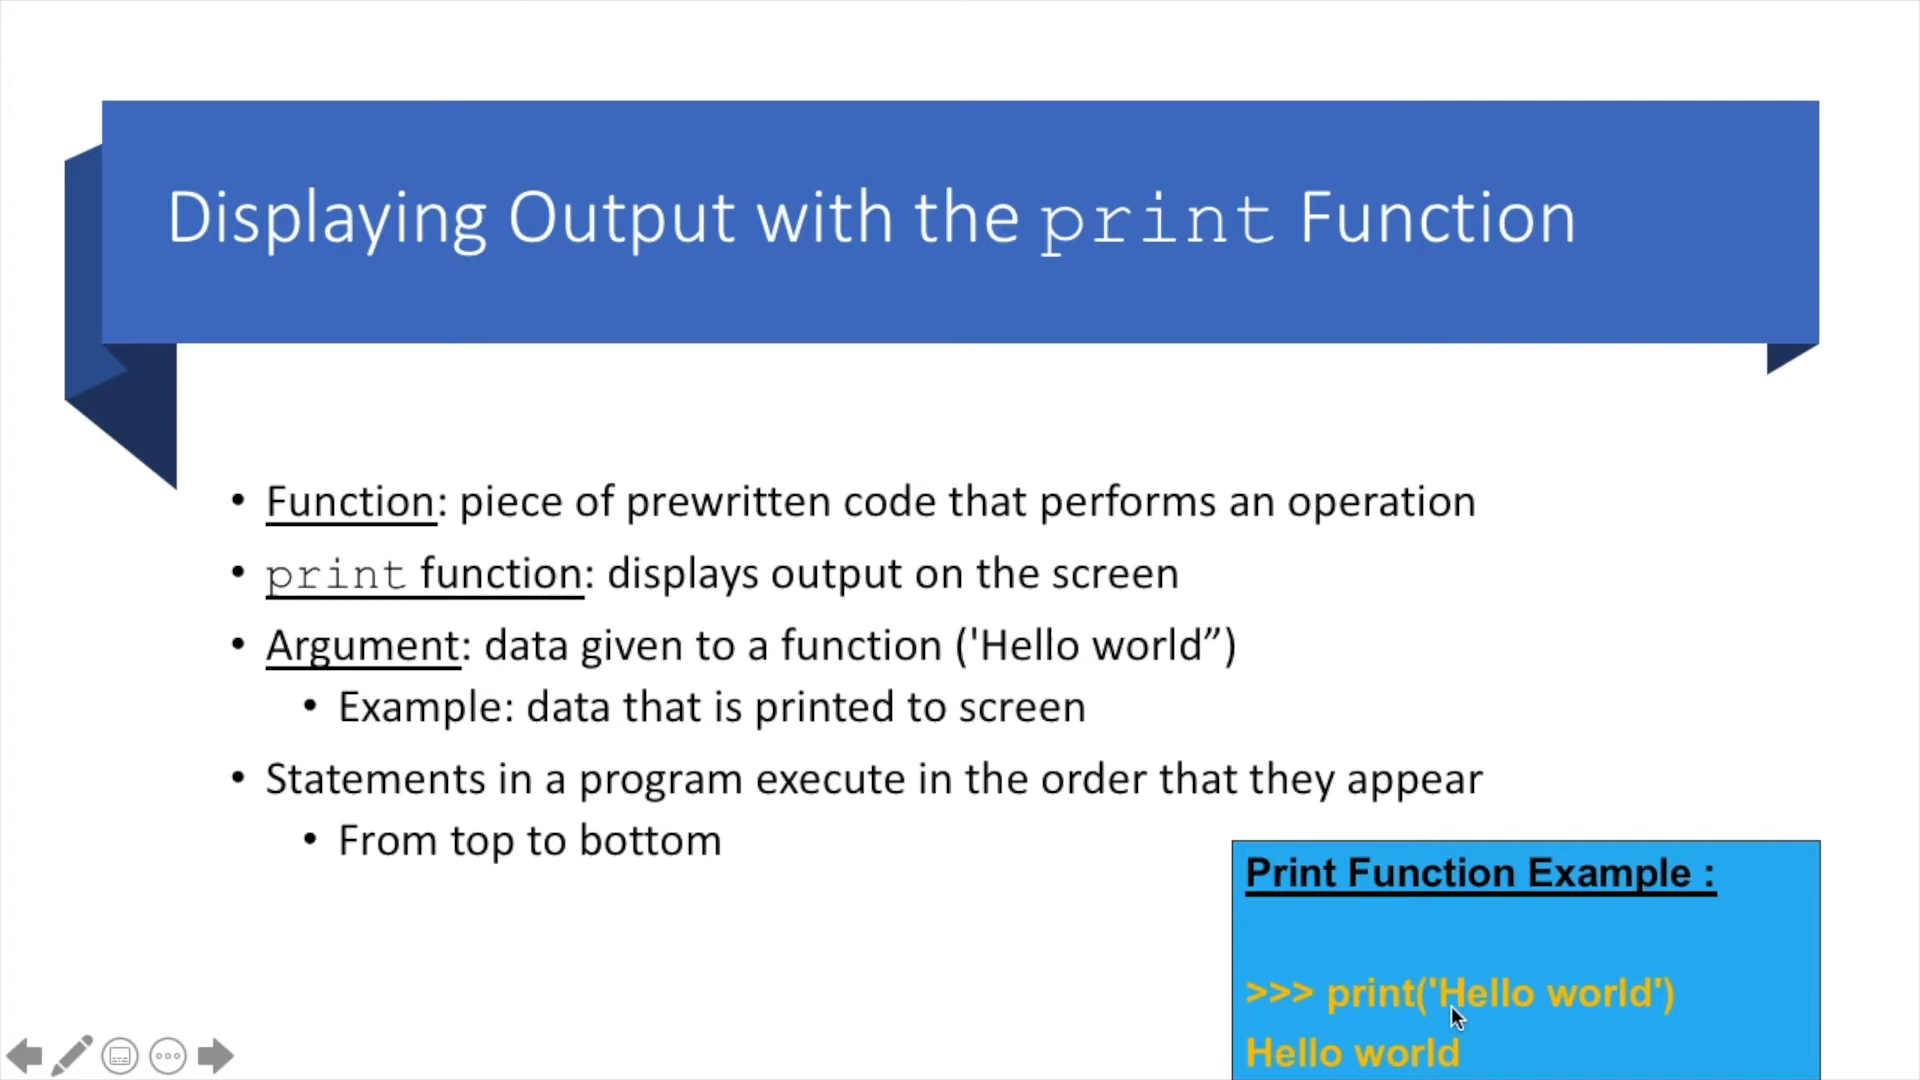 Displaying Output with the print Function
• Function: piece of prewritten code that performs an operation
• print function: displays output on the screen
• Argument: data given to a function ('Hello world”)
• Example: data that is printed to screen
• Statements in a program execute in the order that they appear
• From top to bottom
Print Function Example :
>>> print('Hello world')
Hello world